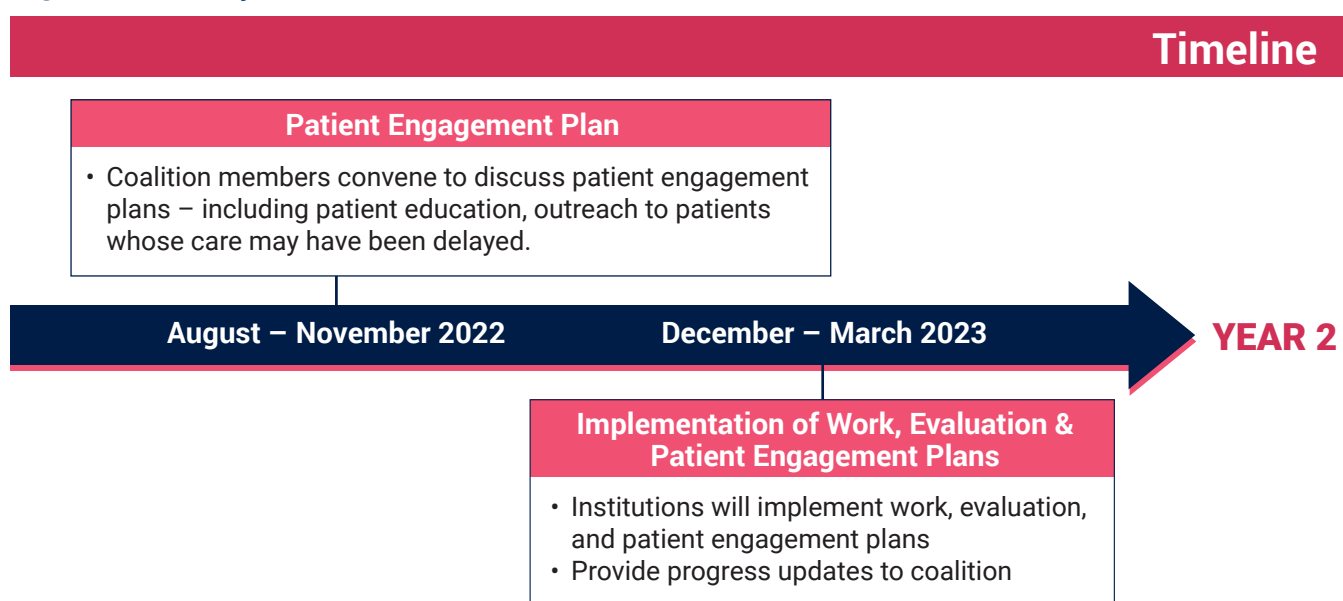 Timeline
Patient Engagement Plan
• Coalition members convene to discuss patient engagement
plans – including patient education, outreach to patients
whose care may have been delayed.
August – November 2022
December – March 2023
YEAR 2
Implementation of Work, Evaluation &
Patient Engagement Plans
• Institutions will implement work, evaluation,
and patient engagement plans
• Provide progress updates to coalition